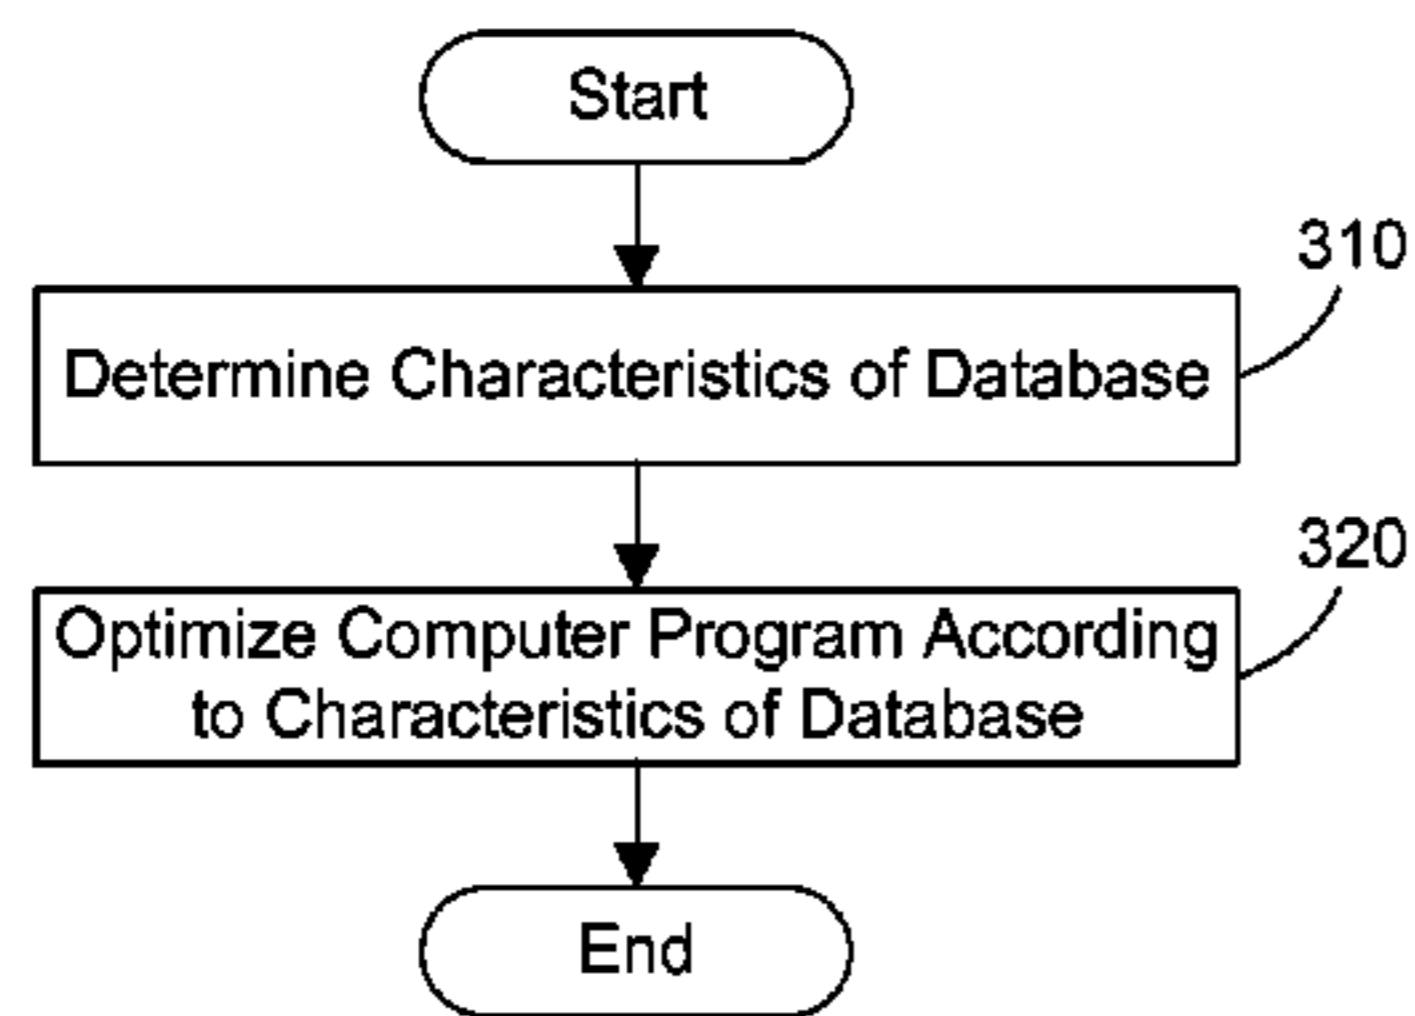 Start
310
Determine Characteristics of Database
320
Optimize Computer Program According
to Characteristics of Database
End